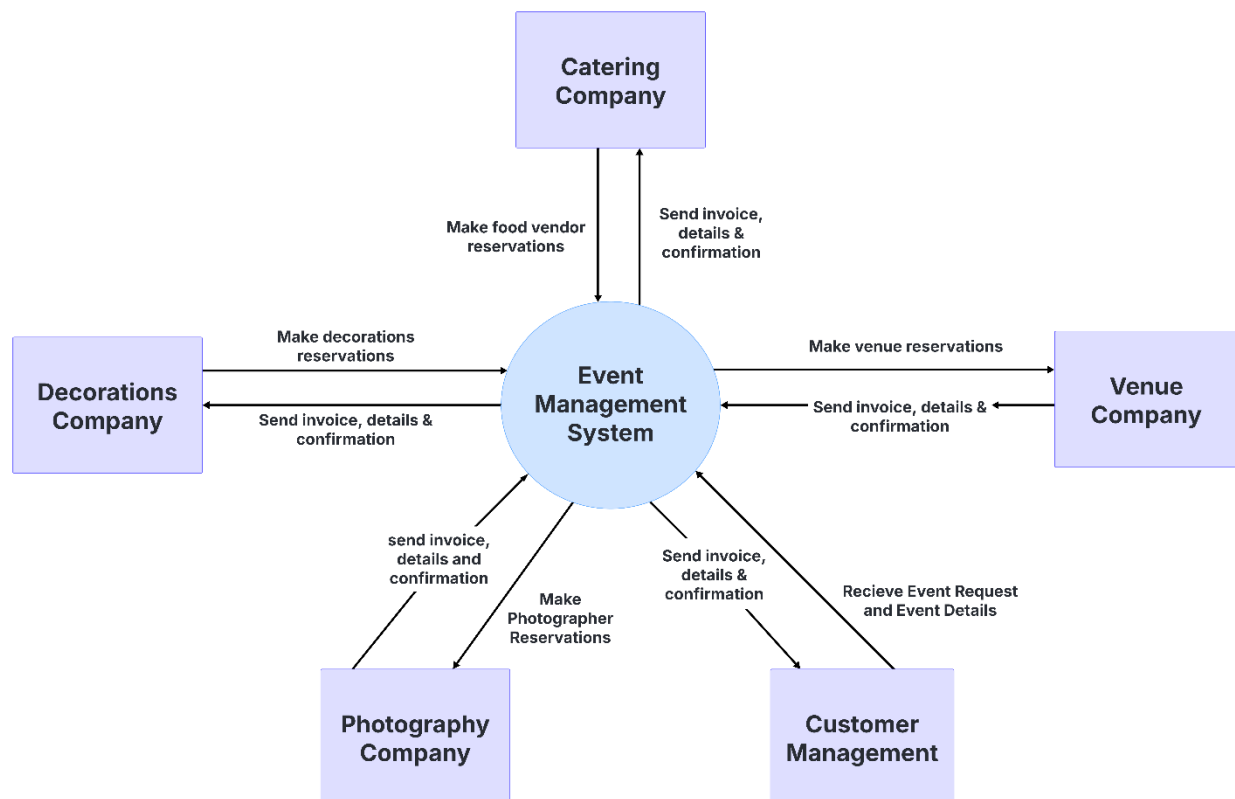 Catering
Company
Make food vendor
reservations
Send invoice,
details &
confirmation
Make decorations
reservations
Decorations
Company
Send invoice, details &
confirmation
Event
Management
System
Make venue reservations
Send invoice, details &
confirmation
Venue
Company
send invoice,
details and
confirmation
Make
Photographer
Reservations
Send invoice,
details &
confirmation
Recieve Event Request
and Event Details
Photography
Company
Customer
Management